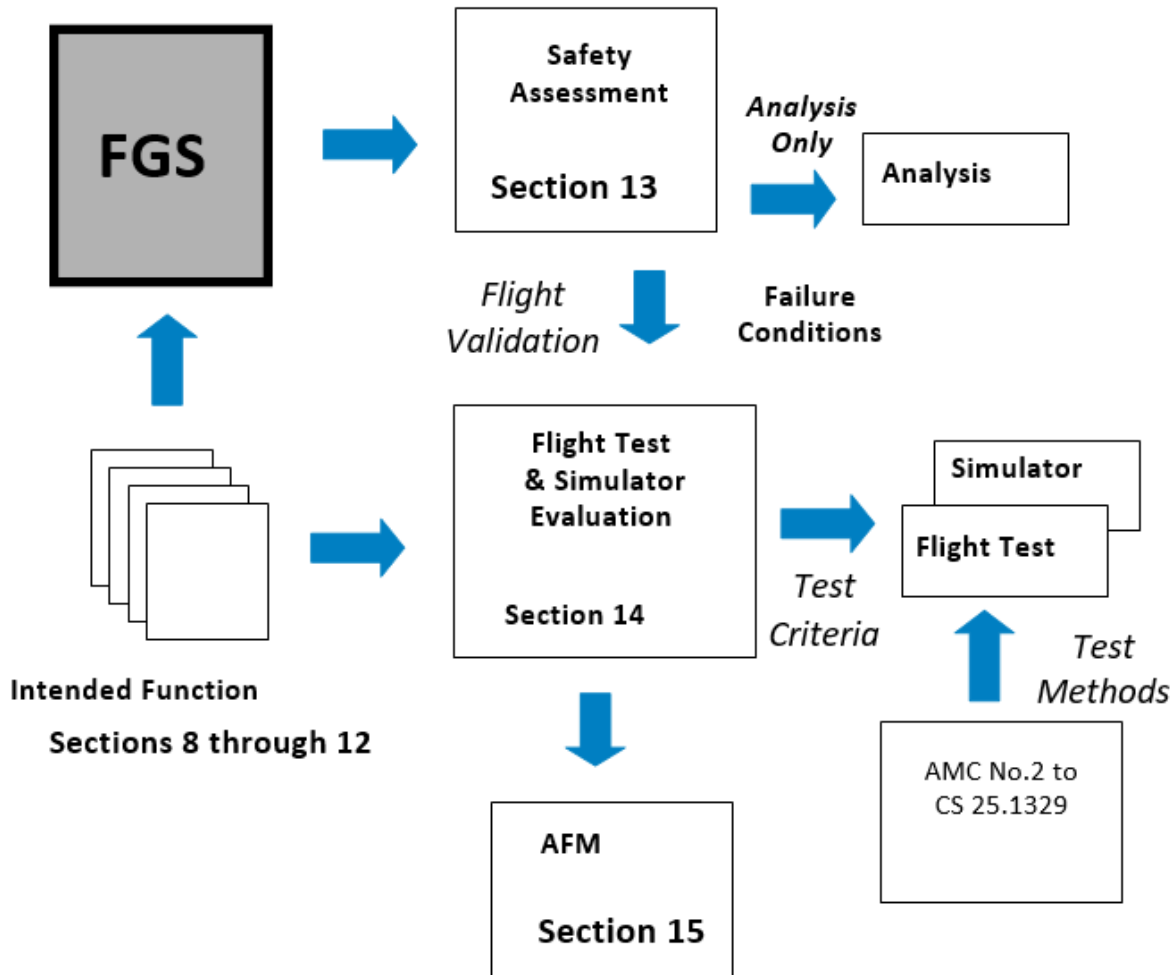 FGS
Safety
Assessment
Section 13
Analysis
Only
Analysis
Flight
Validation
Failure
Conditions
Flight Test
& Simulator
Evaluation
Section 14
Simulator
Flight Test
Test
Criteria
Test
Methods
Intended Function
Sections 8 through 12
AMC No.2 to
CS 25.1329
AFM
Section 15